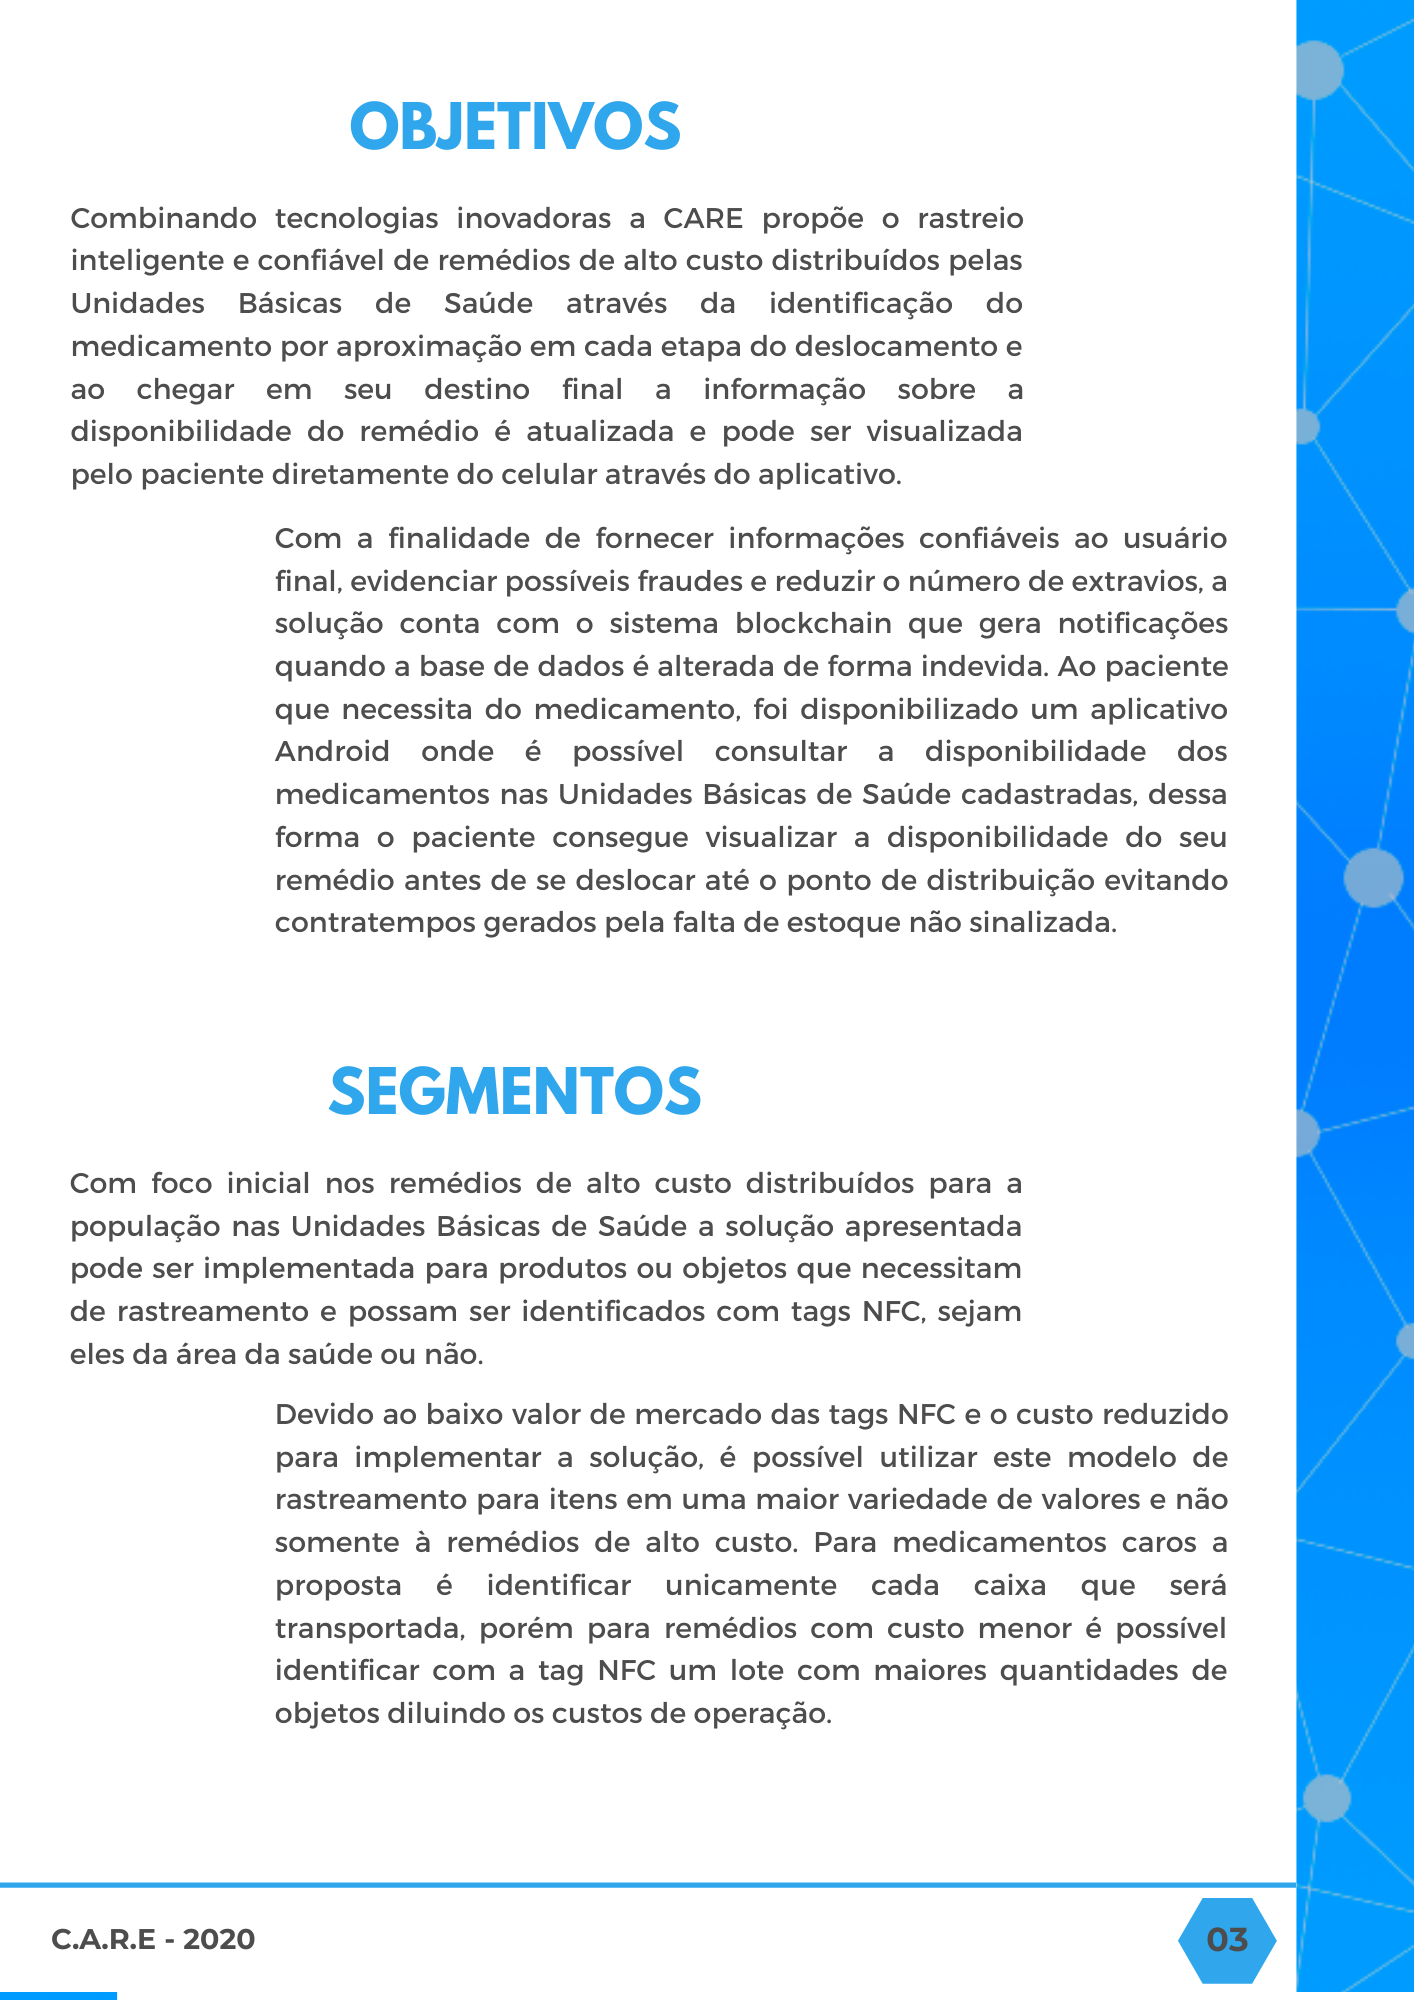 OBJETIVOS
Combinando tecnologias inovadoras a CARE propõe o rastreio
inteligente e confiável de remédios de alto custo distribuídos pelas
Unidades Básicas de Saúde através da identificação do
medicamento por aproximação em cada etapa do deslocamento e
ao chegar em seu destino final a informação sobre a
disponibilidade do remédio é atualizada e pode ser visualizada
pelo paciente diretamente do celular através do aplicativo.
Com a finalidade de fornecer informações confiáveis ao usuário
final, evidenciar possíveis fraudes e reduzir o número de extravios, a
solução conta com o sistema blockchain que gera notificações
quando a base de dados é alterada de forma indevida. Ao paciente
que necessita do medicamento, foi disponibilizado um aplicativo
Android onde é possível consultar a disponibilidade dos
medicamentos nas Unidades Básicas de Saúde cadastradas, dessa
forma o paciente consegue visualizar a disponibilidade do seu
remédio antes de se deslocar até o ponto de distribuição evitando
contratempos gerados pela falta de estoque não sinalizada.
SEGMENTOS
Com foco inicial nos remédios de alto custo distribuídos para a
população nas Unidades Básicas de Saúde a solução apresentada
pode ser implementada para produtos ou objetos que necessitam
de rastreamento e possam ser identificados com tags NFC, sejam
eles da área da saúde ou não.
Devido ao baixo valor de mercado das tags NFC e o custo reduzido
para implementar a solução, é possível utilizar este modelo de
rastreamento para itens em uma maior variedade de valores e não
somente à remédios de alto custo. Para medicamentos caros a
proposta é identificar unicamente cada caixa que será
transportada, porém para remédios com custo menor é possível
identificar com a tag NFC um lote com maiores quantidades de
objetos diluindo os custos de operação.
C.A.R.E - 2020
03